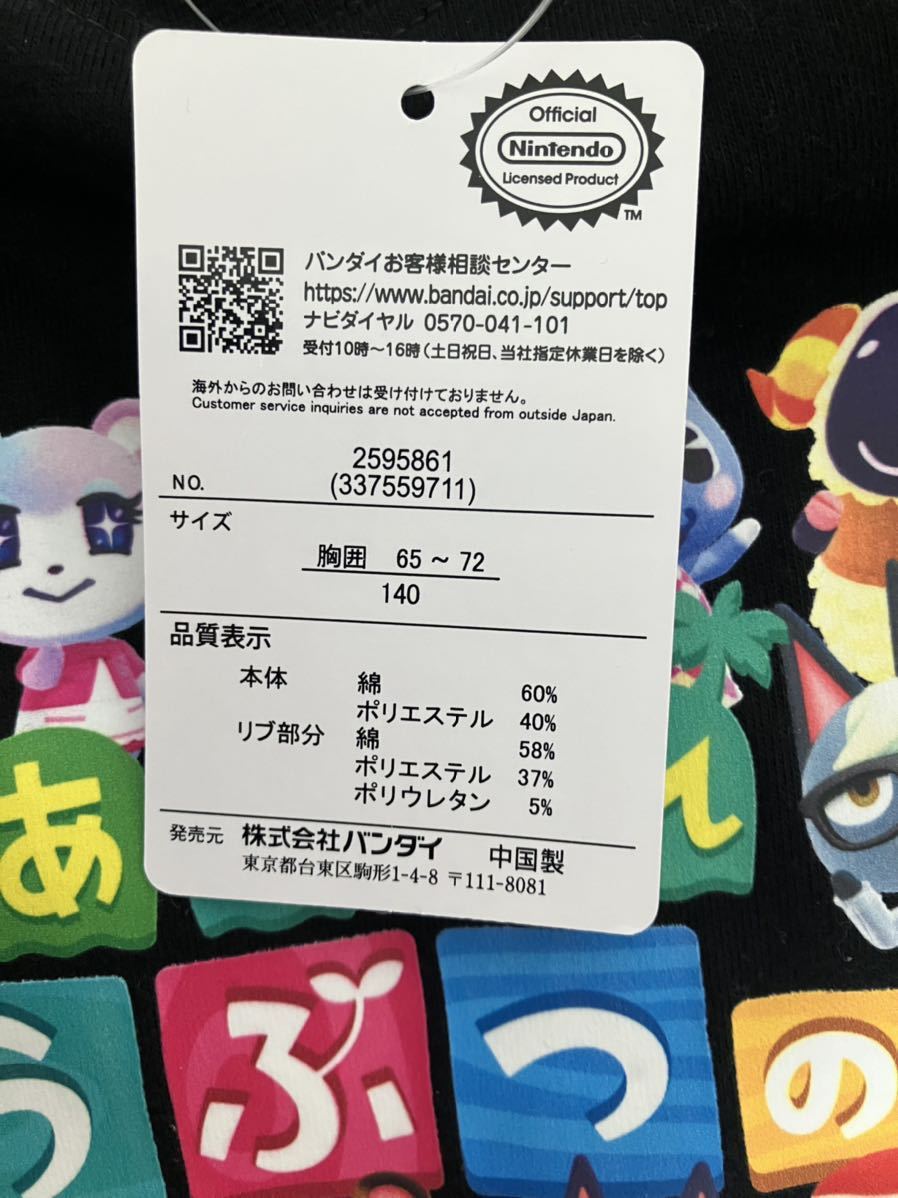 Official
Nintendo
Licensed Product
TM
バンダイお客様相談センター
https://www.bandai.co.jp/support/top
ナビダイヤル 0570-041-101
受付10時～16時(土日祝日、当社指定休業日を除く)
海外からのお問い合わせは受け付けておりません。
Customer service inquiries are not accepted from outside Japan.
NO. 2595861
(337559711)
サイズ
胸囲 65 ~ 72
140
品質表示
本体 綿 60%
ポリエステル 40%
リブ部分 綿 58%
ポリエステル 37%
ポリウレタン 5%
発売元 株式会社バンダイ 中国製
東京都台東区駒形1-4-8 〒111-8081
あ
ん
う ぶ つ の